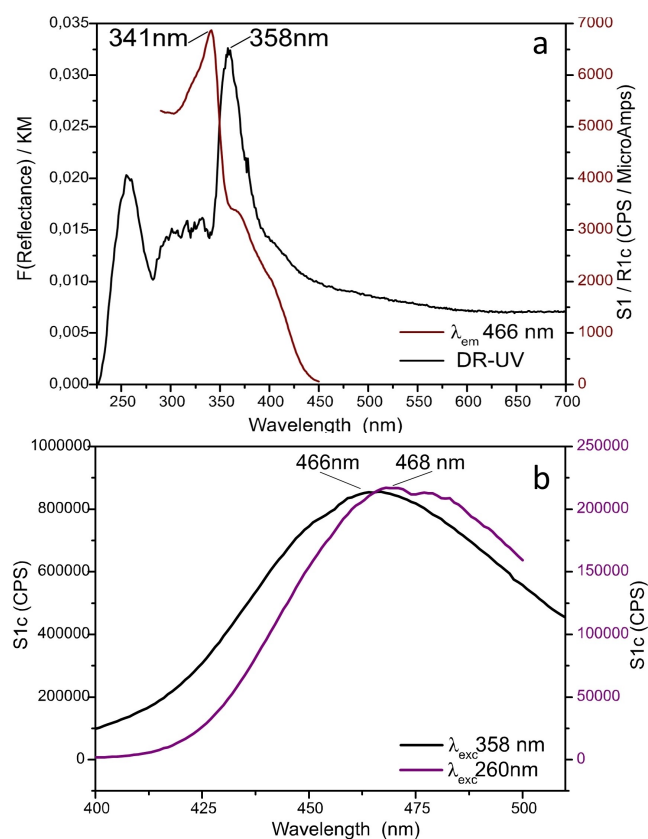 341nm
358nm
a
F(Reflectance) / KM
0,035
0,030
0,025
0,020
0,015
0,010
0,005
0,000
7000
6000
5000
4000
3000
2000
1000
0
S1 / R1c (CPS / MicroAmps)
λem 466 nm
DR-UV
250 300 350 400 450 500 550 600 650 700
Wavelength (nm)
466nm
468 nm
b
S1c (CPS)
1000000
800000
600000
400000
200000
0
250000
200000
150000
100000
50000
0
S1c (CPS)
λexc 358 nm
λexc 260nm
400 425 450 475 500
Wavelength (nm)